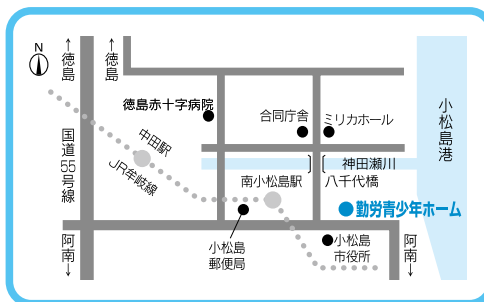 N
←徳島
←徳島
徳島赤十字病院
合同庁舎
ミリカホール
小松島港
中田駅
JR牟岐線
国道55号線
神田瀬川
南小松島駅
八千代橋
勤労青少年ホーム
阿南→
小松島
郵便局
小松島
市役所
阿南→